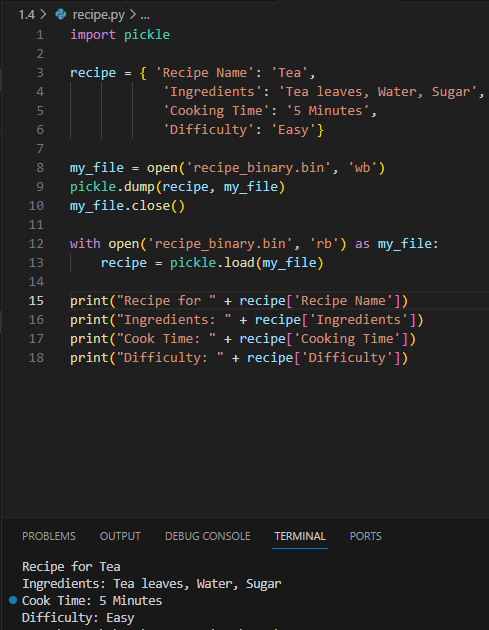 1.4 > recipe.py > ...
1 import pickle
2
3 recipe = { 'Recipe Name': 'Tea',
4 'Ingredients': 'Tea leaves, Water, Sugar',
5 'Cooking Time': '5 Minutes',
6 'Difficulty': 'Easy'}
7
8 my_file = open('recipe_binary.bin', 'wb')
9 pickle.dump(recipe, my_file)
10 my_file.close()
11
12 with open('recipe_binary.bin', 'rb') as my_file:
13 recipe = pickle.load(my_file)
14
15 print("Recipe for " + recipe['Recipe Name'])
16 print("Ingredients: " + recipe['Ingredients'])
17 print("Cook Time: " + recipe['Cooking Time'])
18 print("Difficulty: " + recipe['Difficulty'])
PROBLEMS OUTPUT DEBUG CONSOLE TERMINAL PORTS
Recipe for Tea
Ingredients: Tea leaves, Water, Sugar
Cook Time: 5 Minutes
Difficulty: Easy